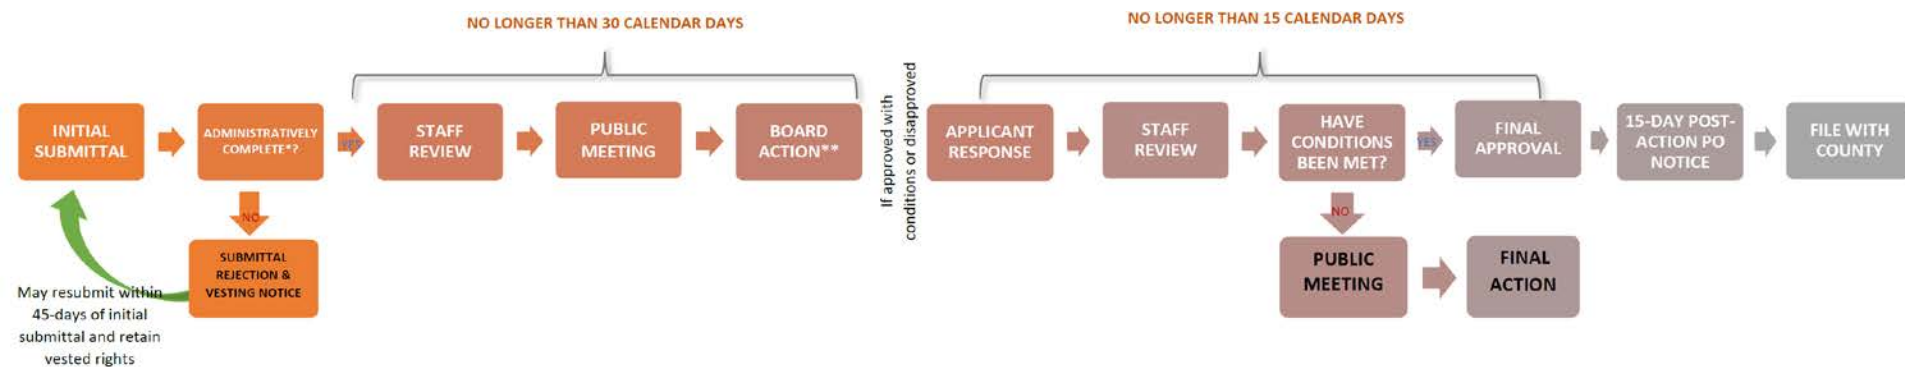 NO LONGER THAN 30 CALENDAR DAYS
NO LONGER THAN 15 CALENDAR DAYS
INITIAL
SUBMITTAL
ADMINISTRATIVELY
COMPLETE*?
YES
STAFF
REVIEW
PUBLIC
MEETING
BOARD
ACTION**
If approved with
conditions or disapproved
APPLICANT
RESPONSE
STAFF
REVIEW
HAVE
CONDITIONS
BEEN MET?
YES
FINAL
APPROVAL
15-DAY POST-
ACTION PO
NOTICE
FILE WITH
COUNTY
NO
SUBMITTAL
REJECTION &
VESTING NOTICE
May resubmit within
45-days of initial
submittal and retain
vested rights
NO
PUBLIC
MEETING
FINAL
ACTION